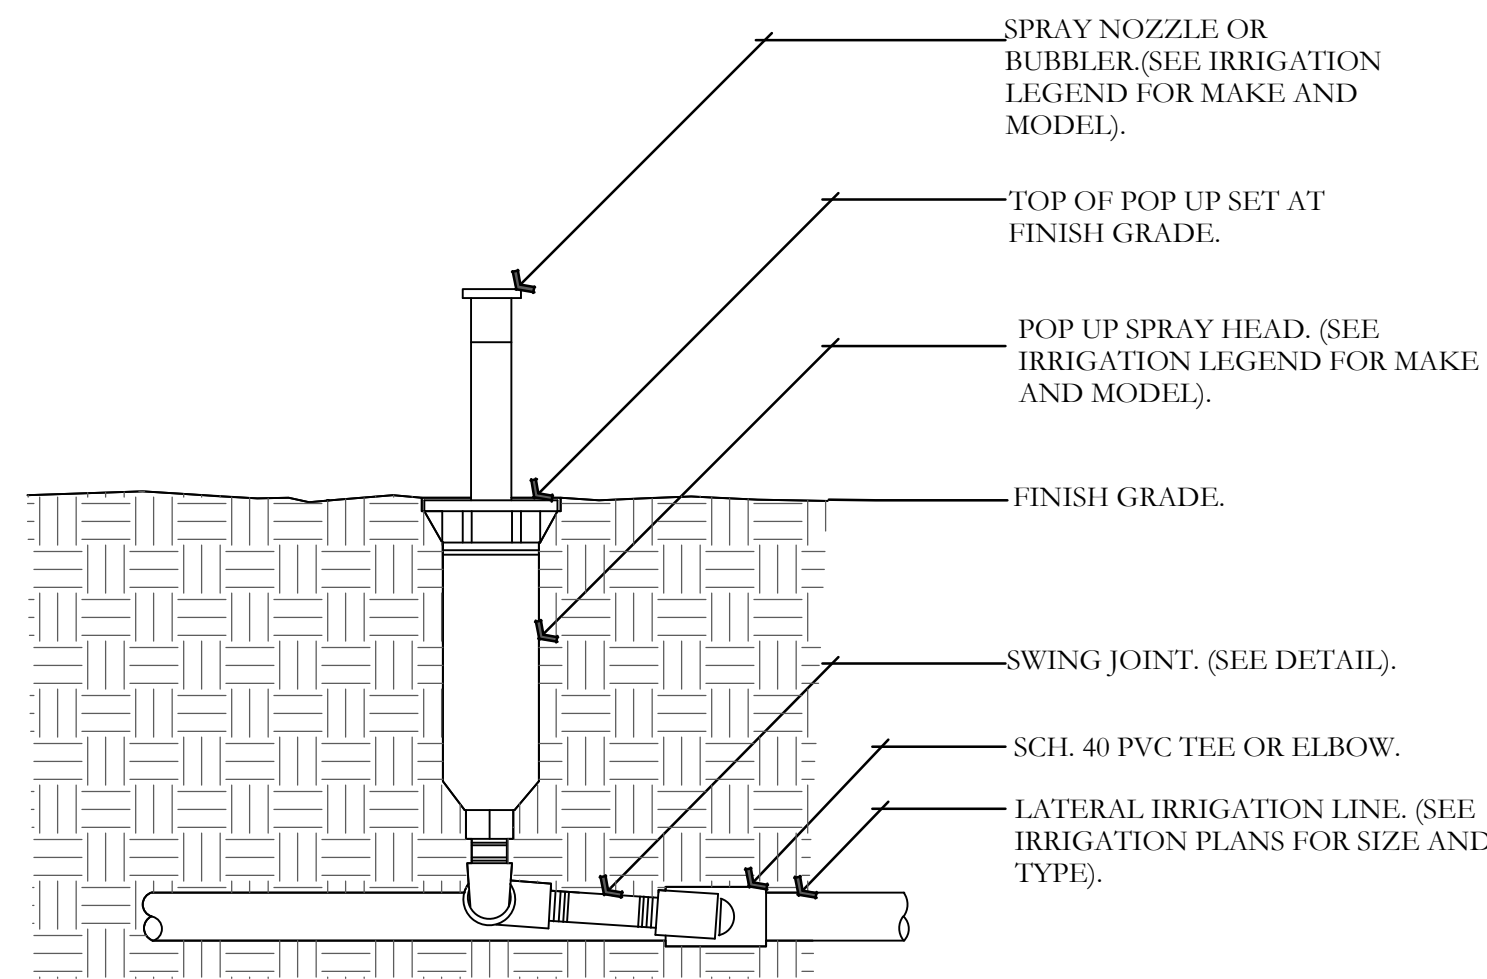 SPRAY NOZZLE OR
BUBBLER.(SEE IRRIGATION
LEGEND FOR MAKE AND
MODEL).
TOP OF POP UP SET AT
FINISH GRADE.
POP UP SPRAY HEAD. (SEE
IRRIGATION LEGEND FOR MAKE
AND MODEL).
FINISH GRADE.
SWING JOINT. (SEE DETAIL).
SCH. 40 PVC TEE OR ELBOW.
LATERAL IRRIGATION LINE. (SEE
IRRIGATION PLANS FOR SIZE AND
TYPE).